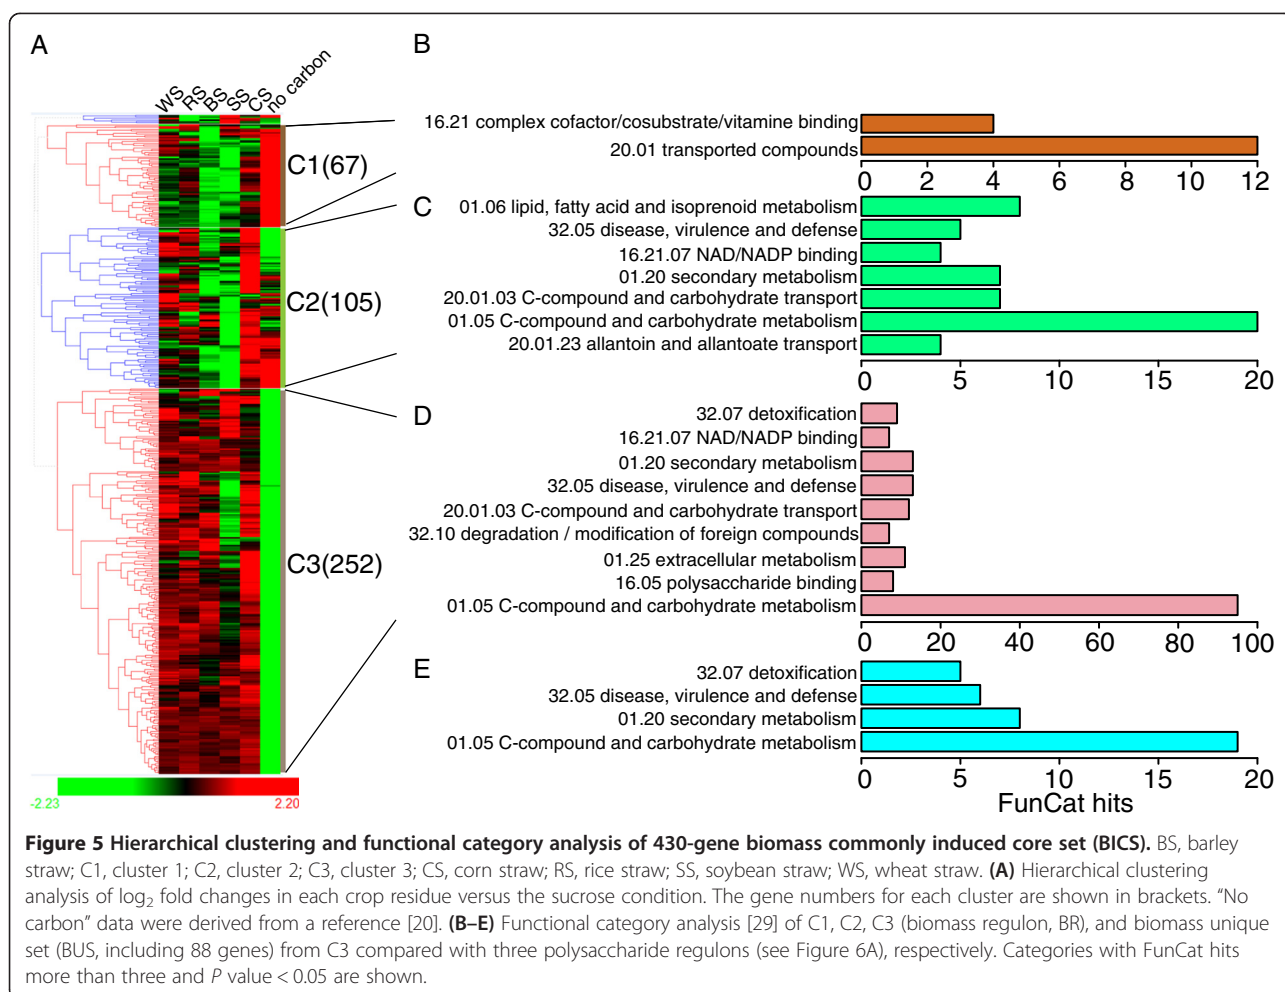 A
WS RS BS SS CS no carbon
C1(67)
C2(105)
C3(252)
-2.23 2.20
B
16.21 complex cofactor/cosubstrate/vitamine binding
20.01 transported compounds
0 2 4 6 8 10 12
C
01.06 lipid, fatty acid and isoprenoid metabolism
32.05 disease, virulence and defense
16.21.07 NAD/NADP binding
01.20 secondary metabolism
20.01.03 C-compound and carbohydrate transport
01.05 C-compound and carbohydrate metabolism
20.01.23 allantoin and allantoate transport
0 5 10 15 20
D
32.07 detoxification
16.21.07 NAD/NADP binding
01.20 secondary metabolism
32.05 disease, virulence and defense
20.01.03 C-compound and carbohydrate transport
32.10 degradation / modification of foreign compounds
01.25 extracellular metabolism
16.05 polysaccharide binding
01.05 C-compound and carbohydrate metabolism
0 20 40 60 80 100
E
32.07 detoxification
32.05 disease, virulence and defense
01.20 secondary metabolism
01.05 C-compound and carbohydrate metabolism
0 5 10 15 20
FunCat hits
Figure 5 Hierarchical clustering and functional category analysis of 430-gene biomass commonly induced core set (BICS). BS, barley
straw; C1, cluster 1; C2, cluster 2; C3, cluster 3; CS, corn straw; RS, rice straw; SS, soybean straw; WS, wheat straw. (A) Hierarchical clustering
analysis of log2 fold changes in each crop residue versus the sucrose condition. The gene numbers for each cluster are shown in brackets. “No
carbon” data were derived from a reference [20]. (B–E) Functional category analysis [29] of C1, C2, C3 (biomass regulon, BR), and biomass unique
set (BUS, including 88 genes) from C3 compared with three polysaccharide regulons (see Figure 6A), respectively. Categories with FunCat hits
more than three and P value < 0.05 are shown.